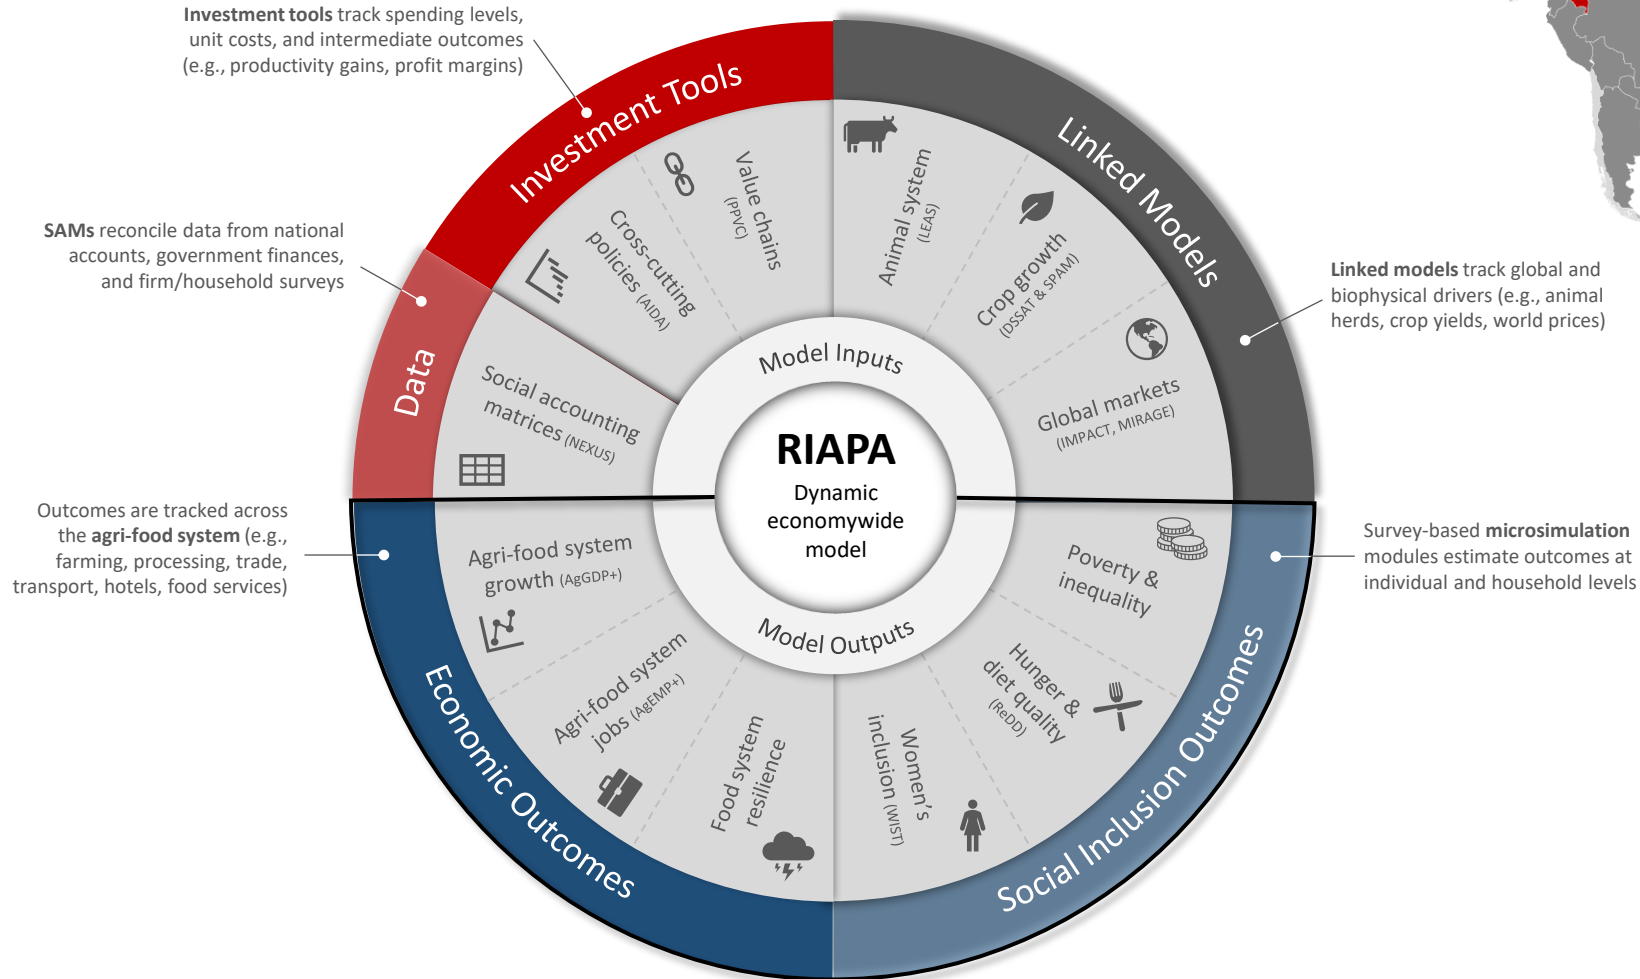 Investment tools track spending levels,
unit costs, and intermediate outcomes
(e.g., productivity gains, profit margins)
SAMs reconcile data from national
accounts, government finances,
and firm/household surveys
Outcomes are tracked across
the agri-food system (e.g.,
farming, processing, trade,
transport, hotels, food services)
Linked models track global and
biophysical drivers (e.g., animal
herds, crop yields, world prices)
Survey-based microsimulation
modules estimate outcomes at
individual and household levels
Investment Tools
Linked Models
Data
Economic Outcomes
Social Inclusion Outcomes
Value chains
(PPVC)
Cross-cutting
policies (AIDA)
Social accounting
matrices (NEXUS)
Animal system
(LEAS)
Crop growth
(DSSAT & SPAM)
Global markets
(IMPACT, MIRAGE)
Model Inputs
RIAPA
Dynamic
economywide
model
Model Outputs
Agri-food system
growth (AgGDP+)
Agri-food system
jobs (AgEMP+)
Food system
resilience
Women's
inclusion (WIST)
Hunger &
diet quality
(ReDD)
Poverty &
inequality